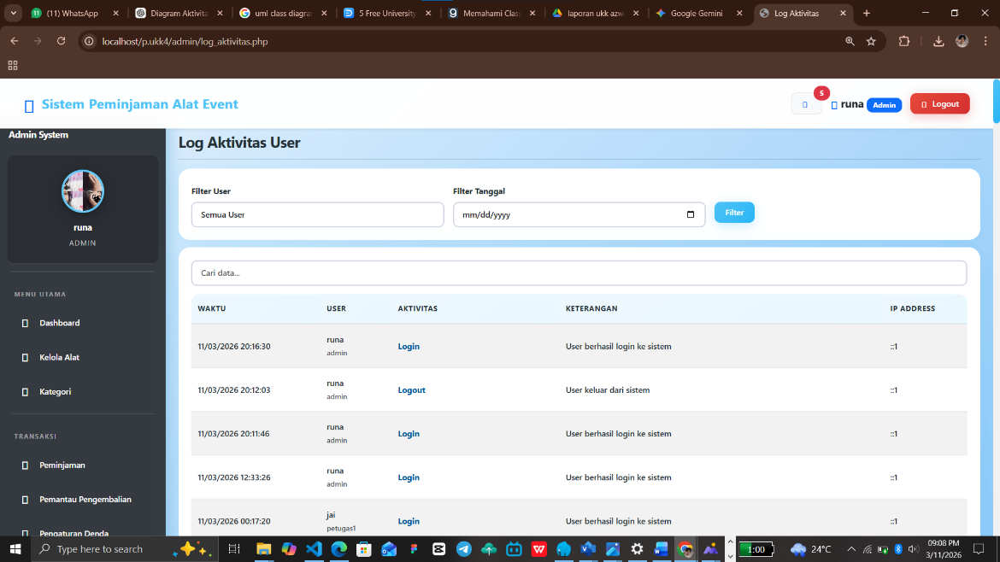 (11) WhatsApp
Diagram Aktivita
uml class diagra
5 Free University
Memahami Clas
laporan ukk azw
Google Gemini
Log Aktivitas
localhost/p.ukk4/admin/log_aktivitas.php
Sistem Peminjaman Alat Event
5
runa Admin
Logout
Admin System
runa
ADMIN
MENU UTAMA
Dashboard
Kelola Alat
Kategori
TRANSAKSI
Peminjaman
Pemantau Pengembalian
Pengaturan Denda
Log Aktivitas User
Filter User
Filter Tanggal
Semua User
mm/dd/yyyy
Filter
Cari data...
WAKTU USER AKTIVITAS KETERANGAN IP ADDRESS
11/03/2026 20:16:30 runa admin Login User berhasil login ke sistem ::1
11/03/2026 20:12:03 runa admin Logout User keluar dari sistem ::1
11/03/2026 20:11:46 runa admin Login User berhasil login ke sistem ::1
11/03/2026 12:33:26 runa admin Login User berhasil login ke sistem ::1
11/03/2026 00:17:20 jai petugas1 Login User berhasil login ke sistem ::1
Type here to search
1:00
24°C
09:08 PM
3/11/2026